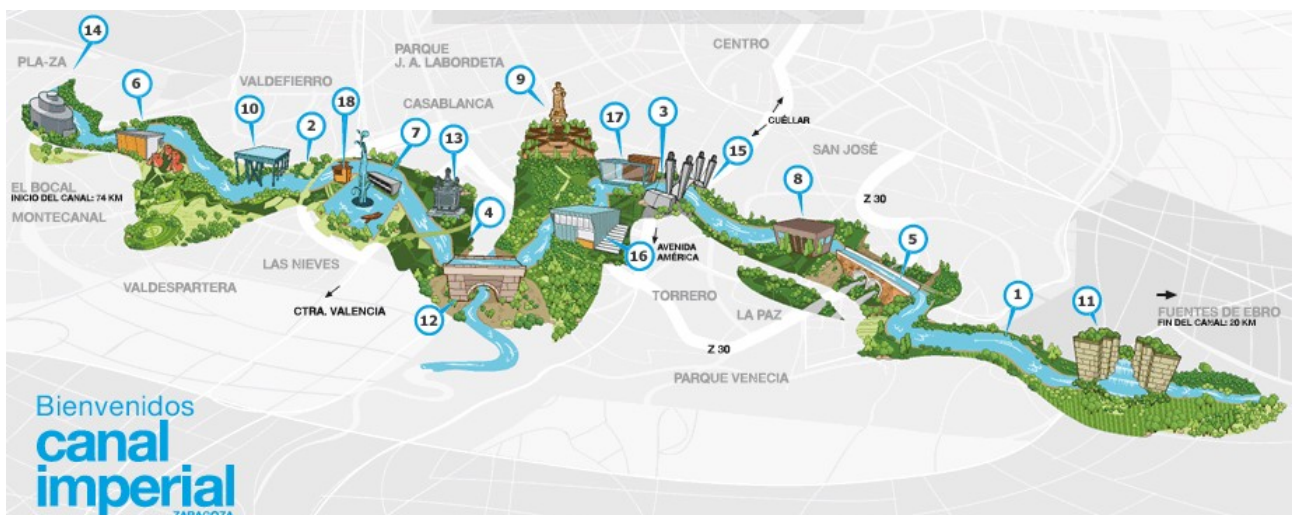 14
PLA-ZA
6
VALDEFIERRO
10
2
18
7
PARQUE
J. A. LABORDETA
CASABLANCA
13
9
17
3
CENTRO
CUÉLLAR
15
SAN JOSÉ
8
Z 30
5
EL BOCAL
INICIO DEL CANAL: 74 KM
MONTECANAL
VALDESPARTERA
LAS NIEVES
CTRA. VALENCIA
4
12
16
AVENIDA
AMÉRICA
TORRERO
LA PAZ
Z 30
PARQUE VENECIA
1
11
FUENTES DE EBRO
FIN DEL CANAL: 20 KM
Bienvenidos
canal
imperial
ZARAGOZA